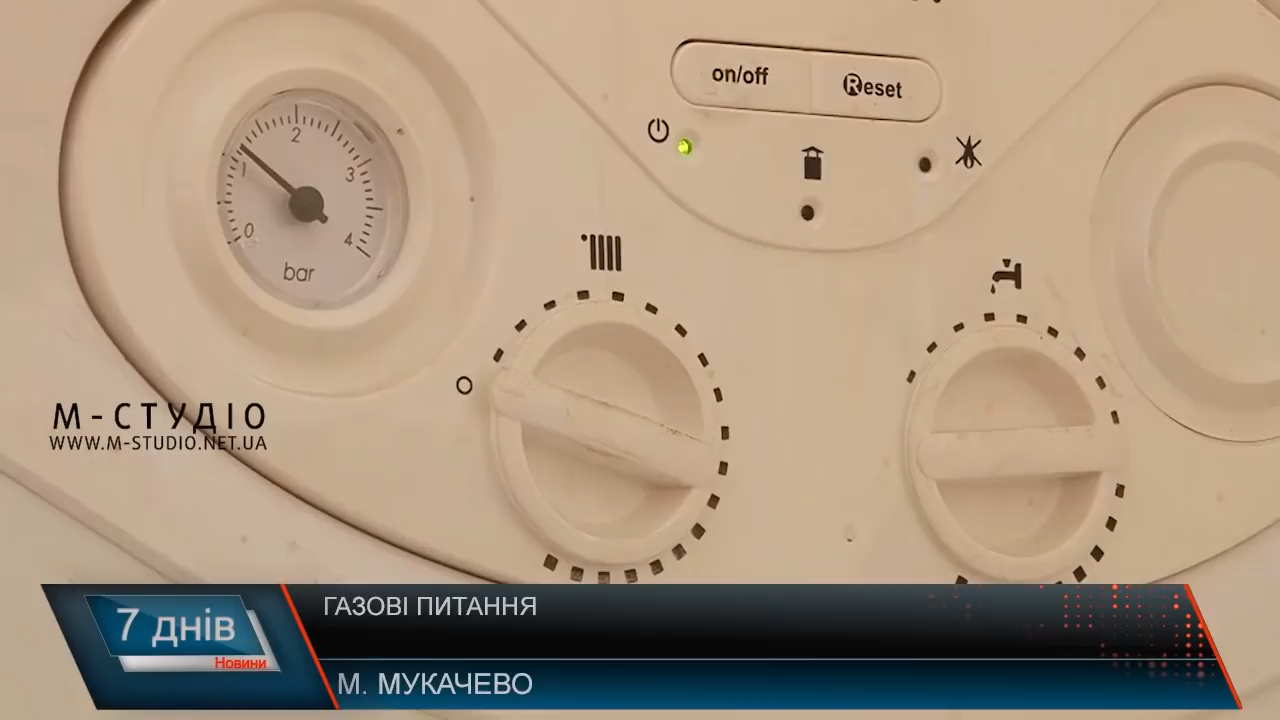 on/off
Reset
2
1
3
0
4
bar
М-СТУДІО
WWW.M-STUDIO.NET.UA
7 днів
Новини
ГАЗОВІ ПИТАННЯ
М. МУКАЧЕВО